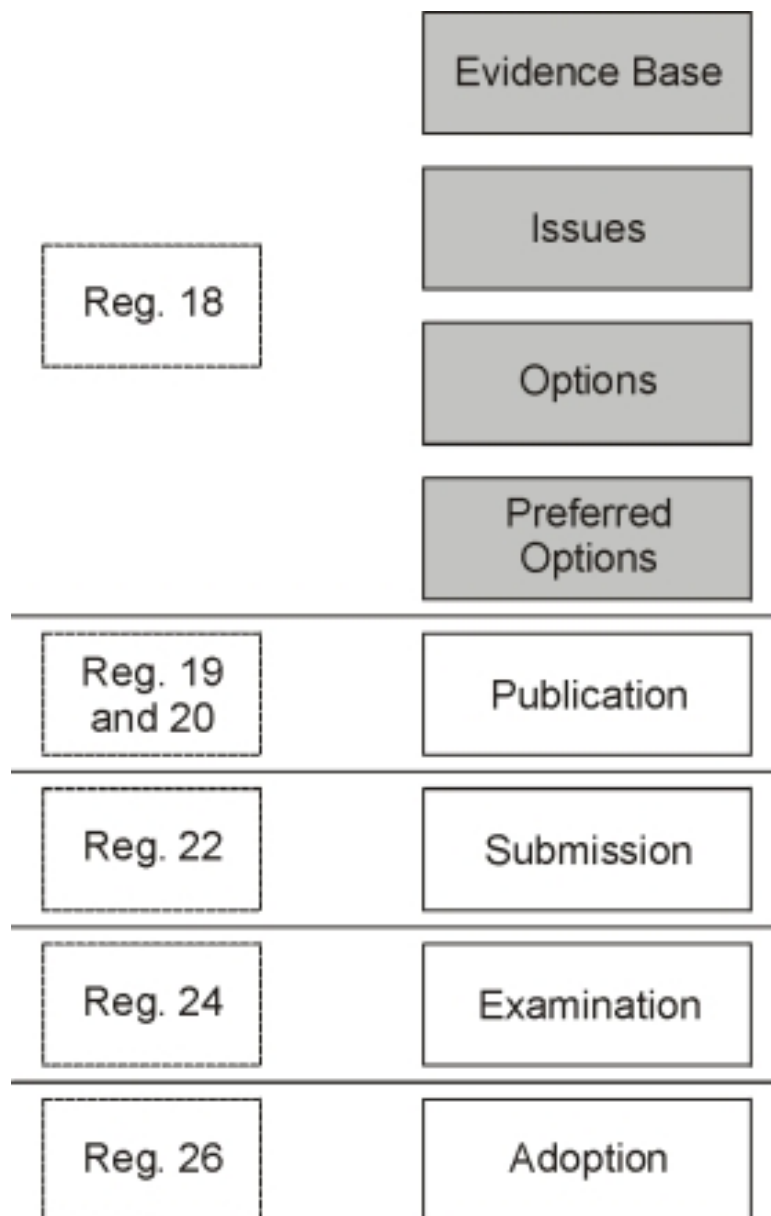 Evidence Base
Issues
Reg. 18
Options
Preferred
Options
Reg. 19
and 20
Publication
Reg. 22
Submission
Reg. 24
Examination
Reg. 26
Adoption